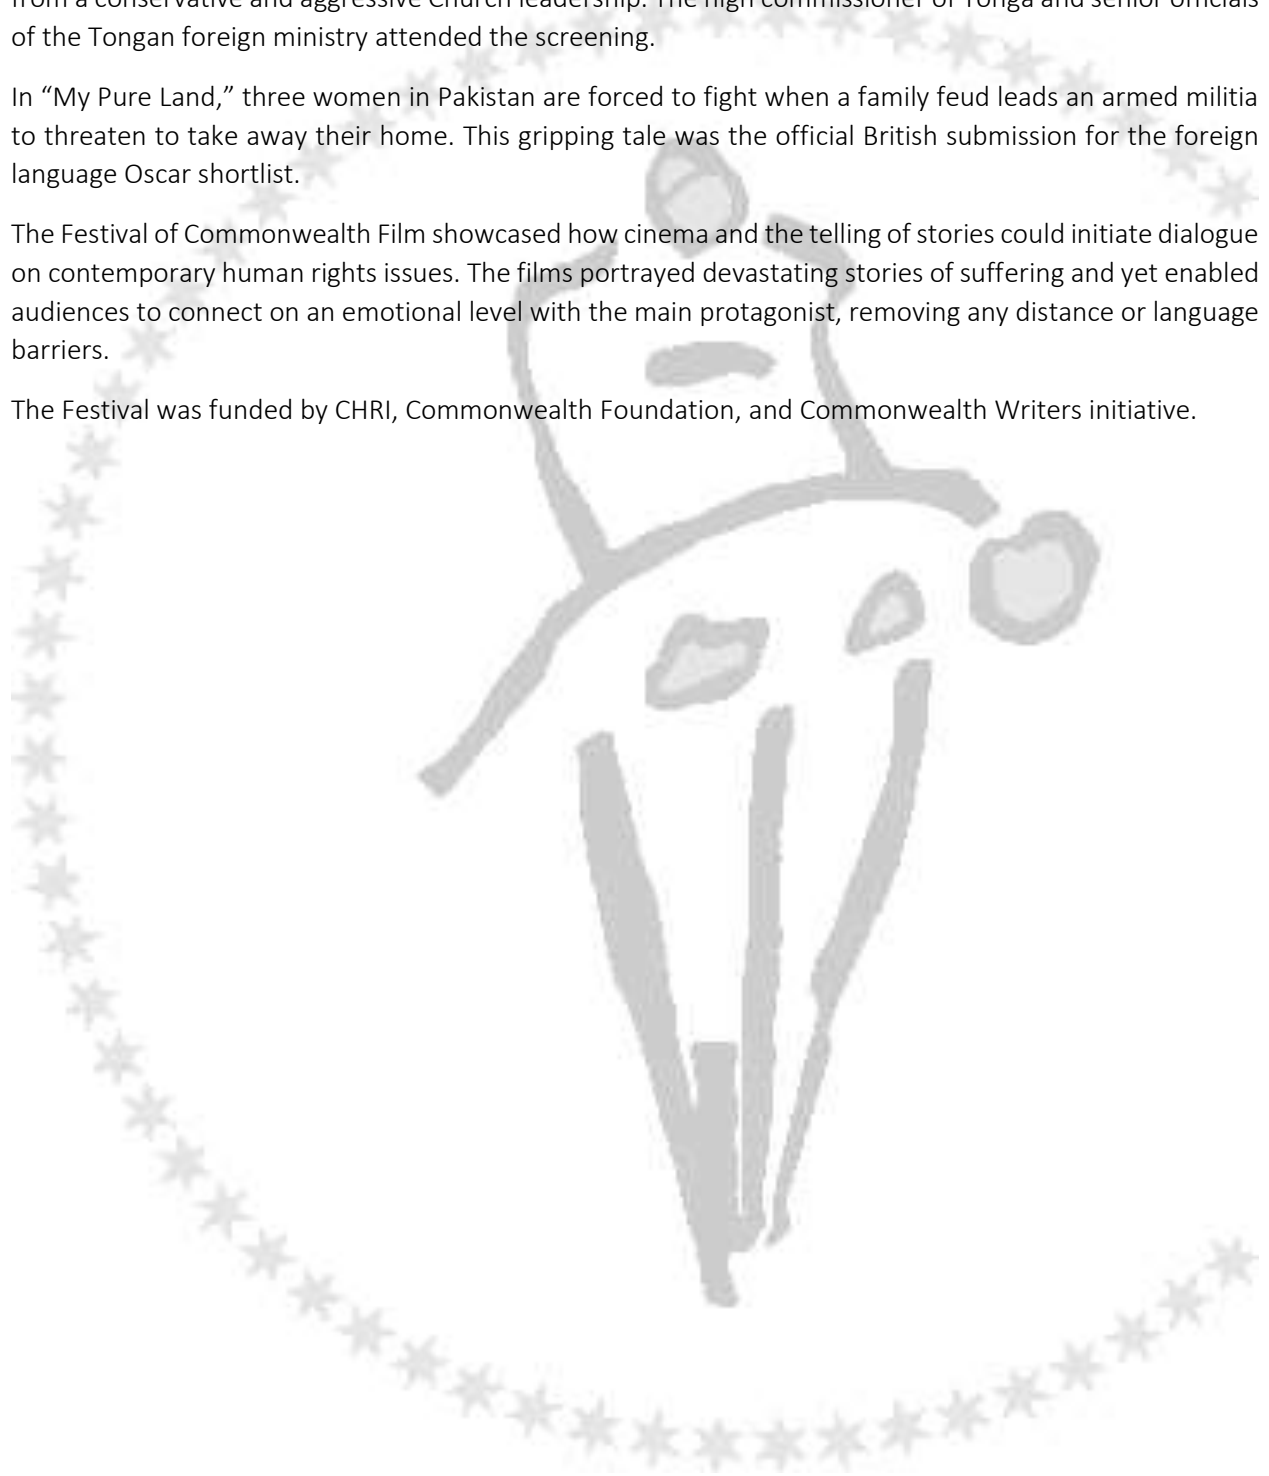 from a conservative and aggressive Church leadership. The high commissioner of Tonga and senior officials
of the Tongan foreign ministry attended the screening.
In “My Pure Land,” three women in Pakistan are forced to fight when a family feud leads an armed militia
to threaten to take away their home. This gripping tale was the official British submission for the foreign
language Oscar shortlist.
The Festival of Commonwealth Film showcased how cinema and the telling of stories could initiate dialogue
on contemporary human rights issues. The films portrayed devastating stories of suffering and yet enabled
audiences to connect on an emotional level with the main protagonist, removing any distance or language
barriers.
The Festival was funded by CHRI, Commonwealth Foundation, and Commonwealth Writers initiative.